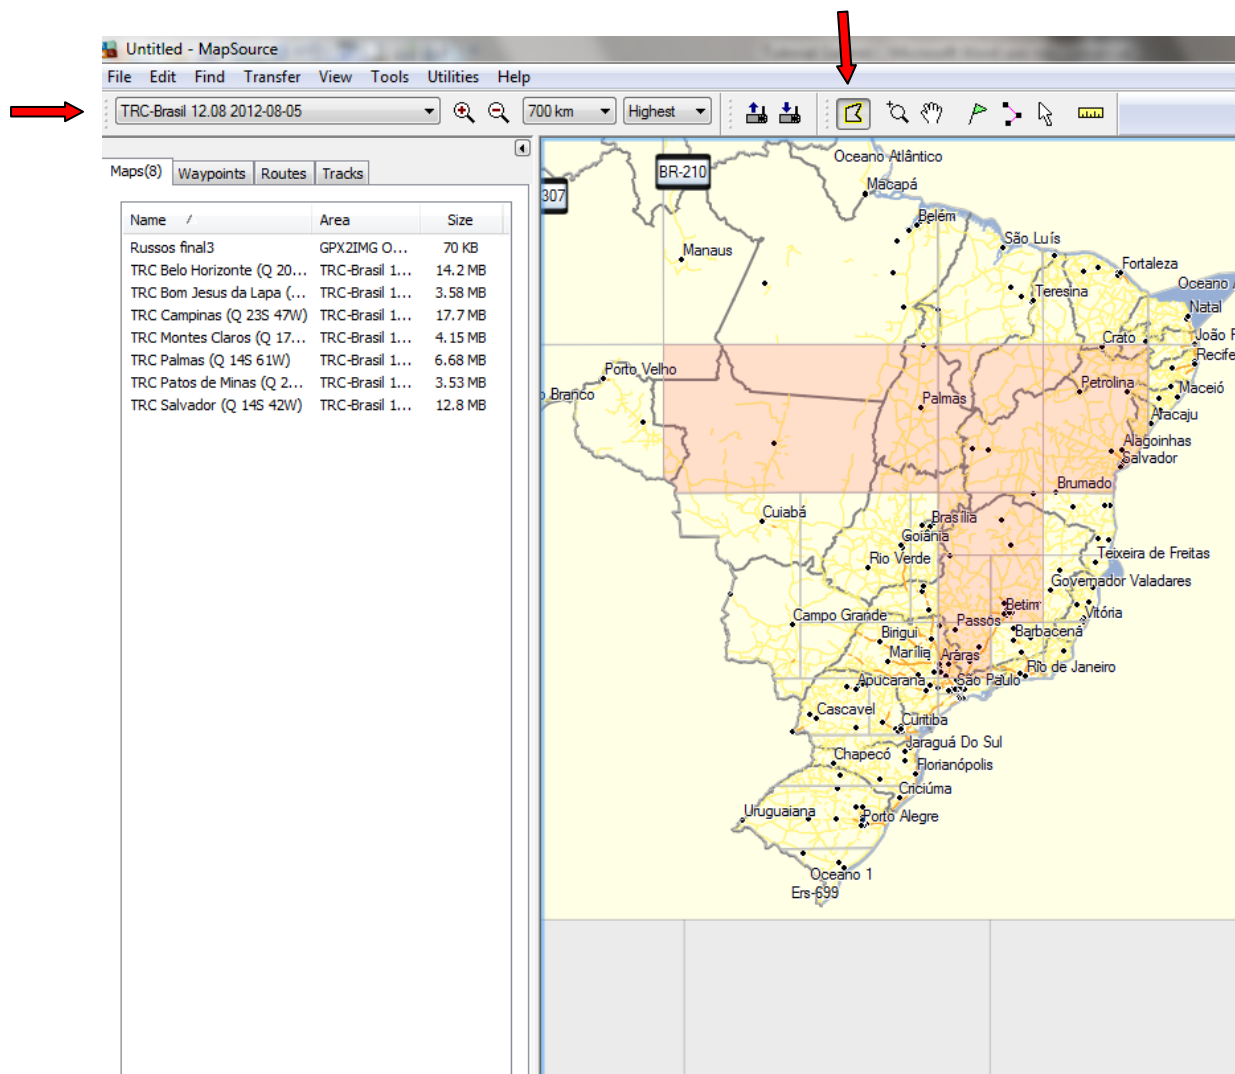 Untitled - MapSource
File Edit Find Transfer View Tools Utilities Help
TRC-Brasil 12.08 2012-08-05 700 km Highest
Maps(8) Waypoints Routes Tracks
Name Area Size
Russos final3 GPX2IMG O... 70 KB
TRC Belo Horizonte (Q 20... TRC-Brasil 1... 14.2 MB
TRC Bom Jesus da Lapa (... TRC-Brasil 1... 3.58 MB
TRC Campinas (Q 23S 47W) TRC-Brasil 1... 17.7 MB
TRC Montes Claros (Q 17... TRC-Brasil 1... 4.15 MB
TRC Palmas (Q 14S 61W) TRC-Brasil 1... 6.68 MB
TRC Patos de Minas (Q 2... TRC-Brasil 1... 3.53 MB
TRC Salvador (Q 14S 42W) TRC-Brasil 1... 12.8 MB
Oceano Atlântico
BR-210
Macapá
307
Belém
São Luís
Manaus
Fortaleza
Oceano
Teresina
Natal
Crato
João P
Recife
Porto Velho
Petrolina
Maceió
o Branco
Palmas
Aracaju
Alagoinhas
Salvador
Brumado
Cuiabá
Brasília
Goiânia
Teixeira de Freitas
Rio Verde
Governador Valadares
Betim
Vitória
Campo Grande
Passos
Birigui
Barbacena
Marília
Araras
Rio de Janeiro
Apucarana
São Paulo
Cascavel
Curitiba
Jaraguá Do Sul
Chapecó
Florianópolis
Criciúma
Uruguaiana
Porto Alegre
Oceano 1
Ers-699